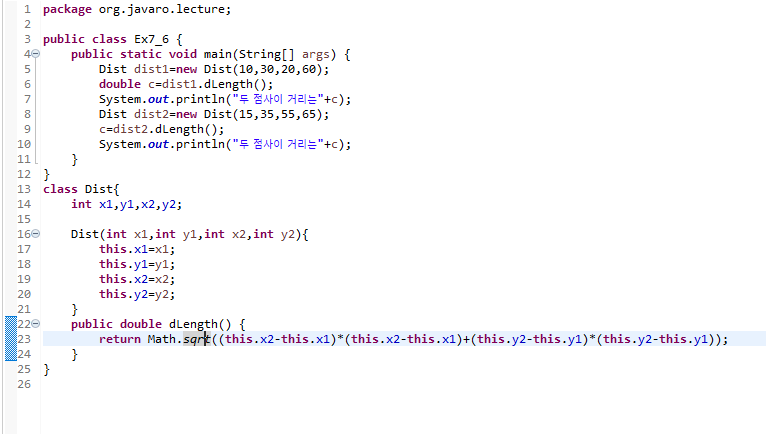 1 package org.javaro.lecture;
2
3 public class Ex7_6 {
4 public static void main(String[] args) {
5 Dist dist1=new Dist(10,30,20,60);
6 double c=dist1.dLength();
7 System.out.println("두 점사이 거리는"+c);
8 Dist dist2=new Dist(15,35,55,65);
9 c=dist2.dLength();
10 System.out.println("두 점사이 거리는"+c);
11 }
12 }
13 class Dist{
14 int x1,y1,x2,y2;
15
16 Dist(int x1,int y1,int x2,int y2){
17 this.x1=x1;
18 this.y1=y1;
19 this.x2=x2;
20 this.y2=y2;
21 }
22 public double dLength() {
23 return Math.sqrt((this.x2-this.x1)*(this.x2-this.x1)+(this.y2-this.y1)*(this.y2-this.y1));
24 }
25 }
26